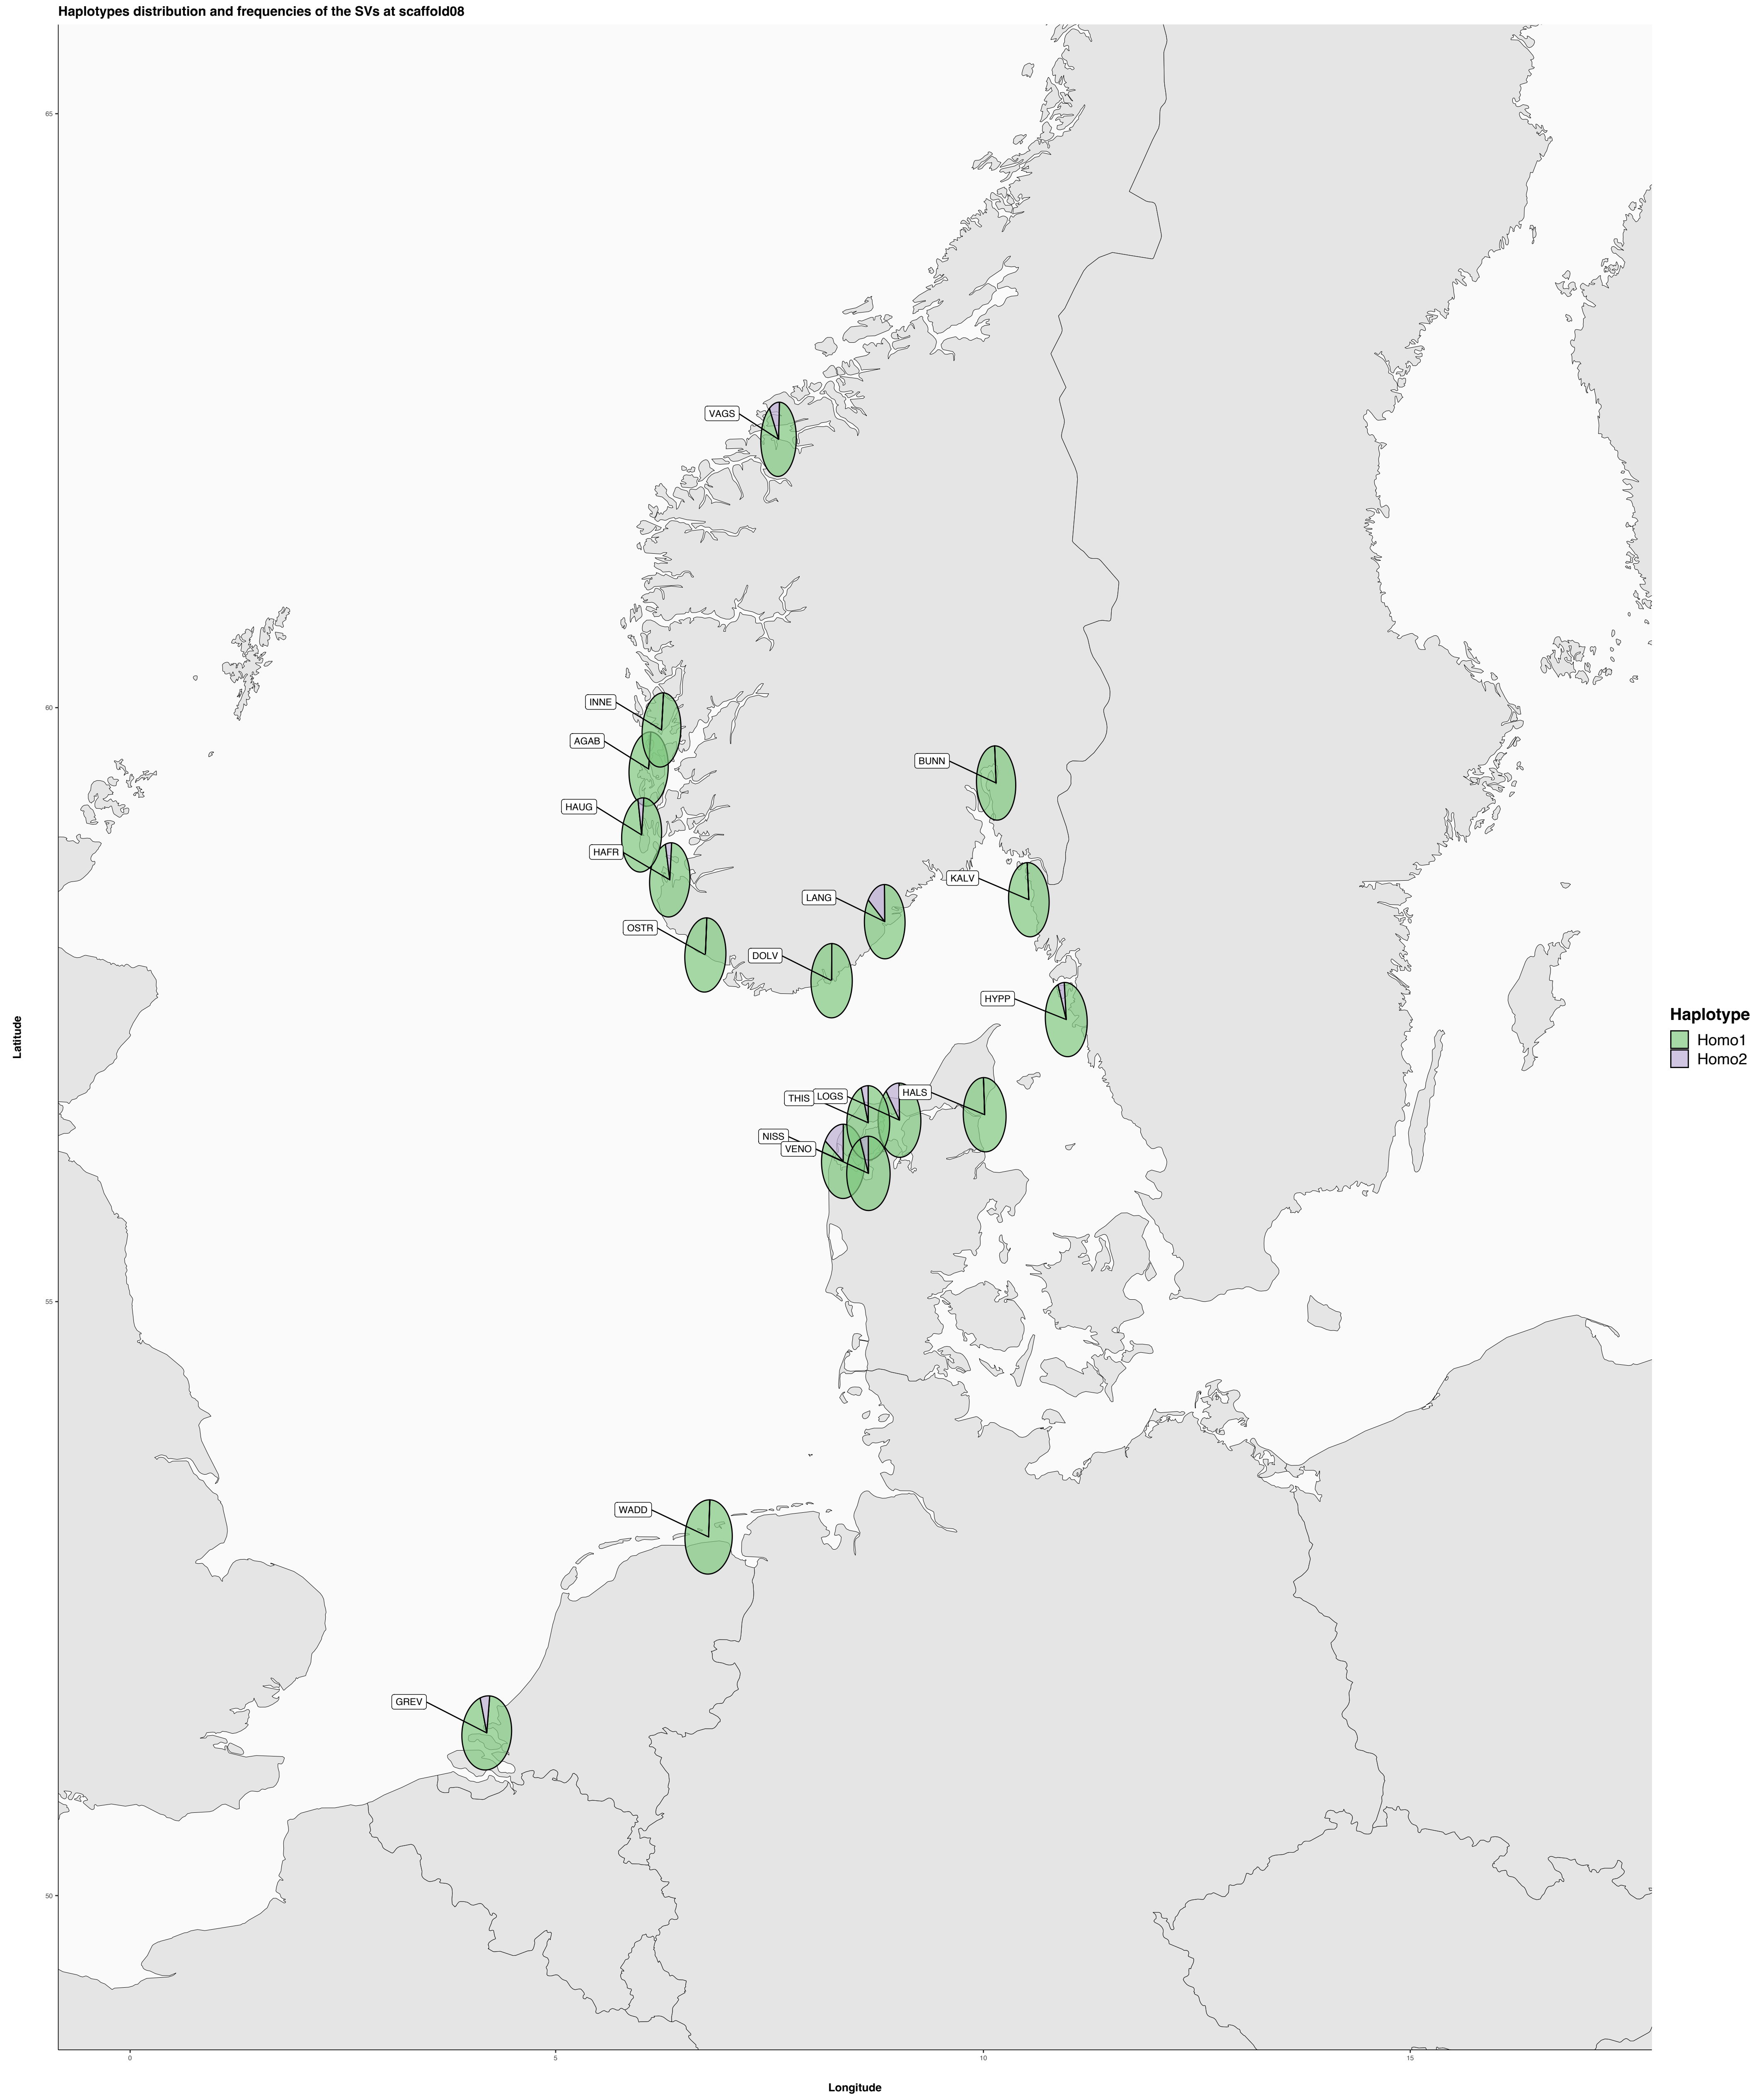 Haplotypes distribution and frequencies of the SVs at scaffold08
65
VAGS
60
INNE
AGAB
BUNN
HAUG
HAFR
KALV
LANG
OSTR
DOLV
HYPP
Latitude
Haplotype
Homo1
Homo2
HALS
THIS
LOGS
NISS
VENO
55
WADD
GREV
50
0
5
10
15
Longitude